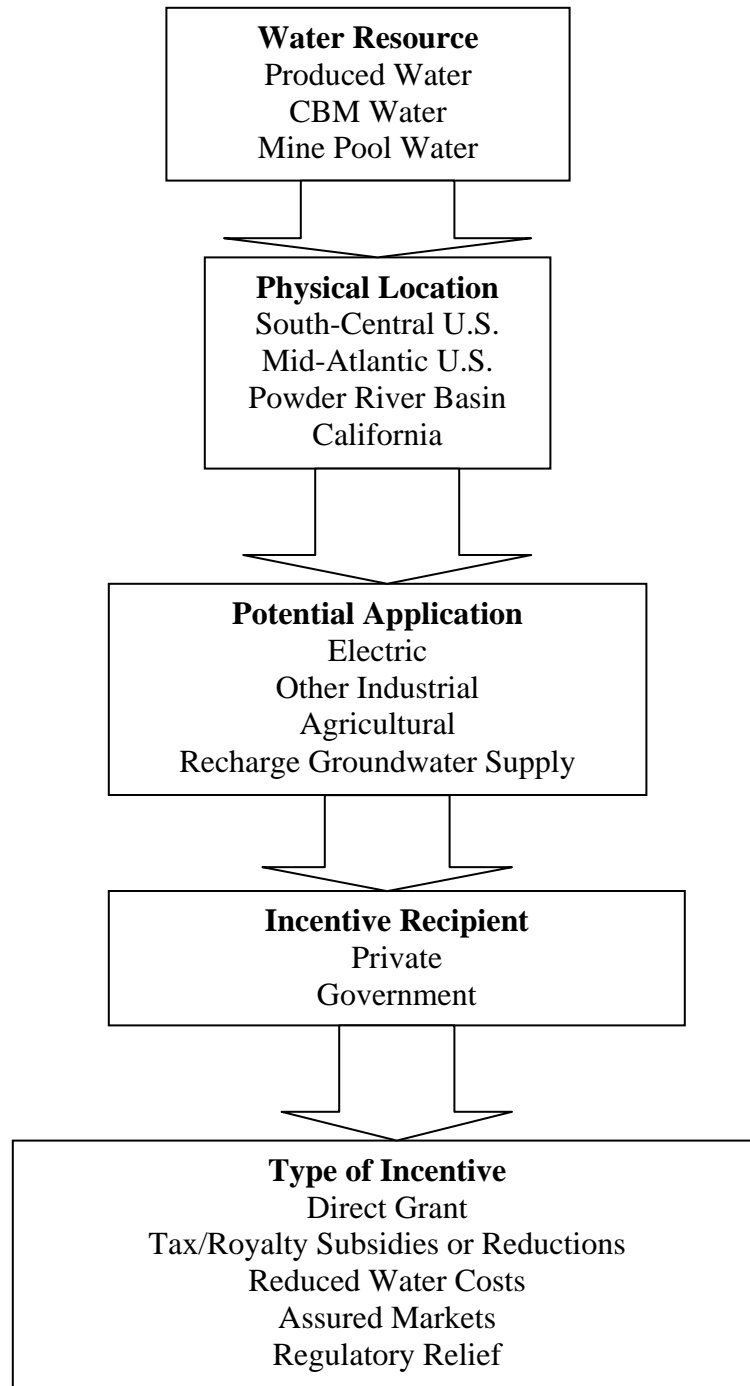 Water Resource
Produced Water
CBM Water
Mine Pool Water
Physical Location
South-Central U.S.
Mid-Atlantic U.S.
Powder River Basin
California
Potential Application
Electric
Other Industrial
Agricultural
Recharge Groundwater Supply
Incentive Recipient
Private
Government
Type of Incentive
Direct Grant
Tax/Royalty Subsidies or Reductions
Reduced Water Costs
Assured Markets
Regulatory Relief